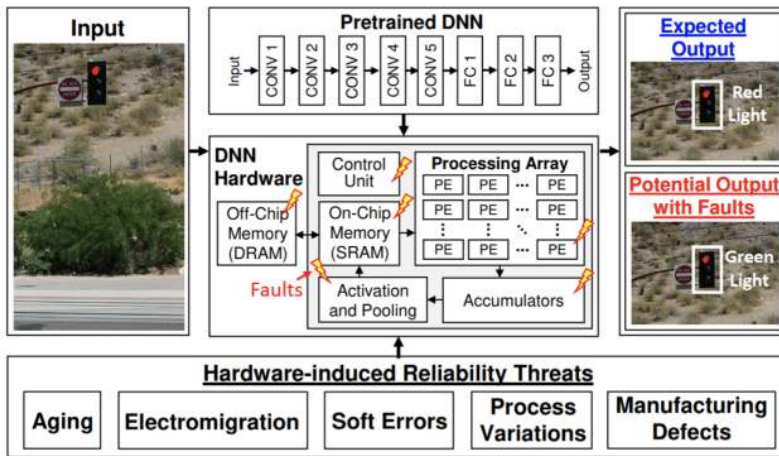 Input
Pretrained DNN
Input
CONV 1
CONV 2
CONV 3
CONV 4
CONV 5
FC 1
FC 2
FC 3
Output
DNN
Hardware
Off-Chip
Memory
(DRAM)
Control
Unit
On-Chip
Memory
(SRAM)
Processing Array
PE PE ... PE
PE PE ... PE
PE PE ... PE
Faults
Activation
and Pooling
Accumulators
Expected
Output
Red
Light
Potential Output
with Faults
Green
Light
Hardware-induced Reliability Threats
Aging
Electromigration
Soft Errors
Process
Variations
Manufacturing
Defects